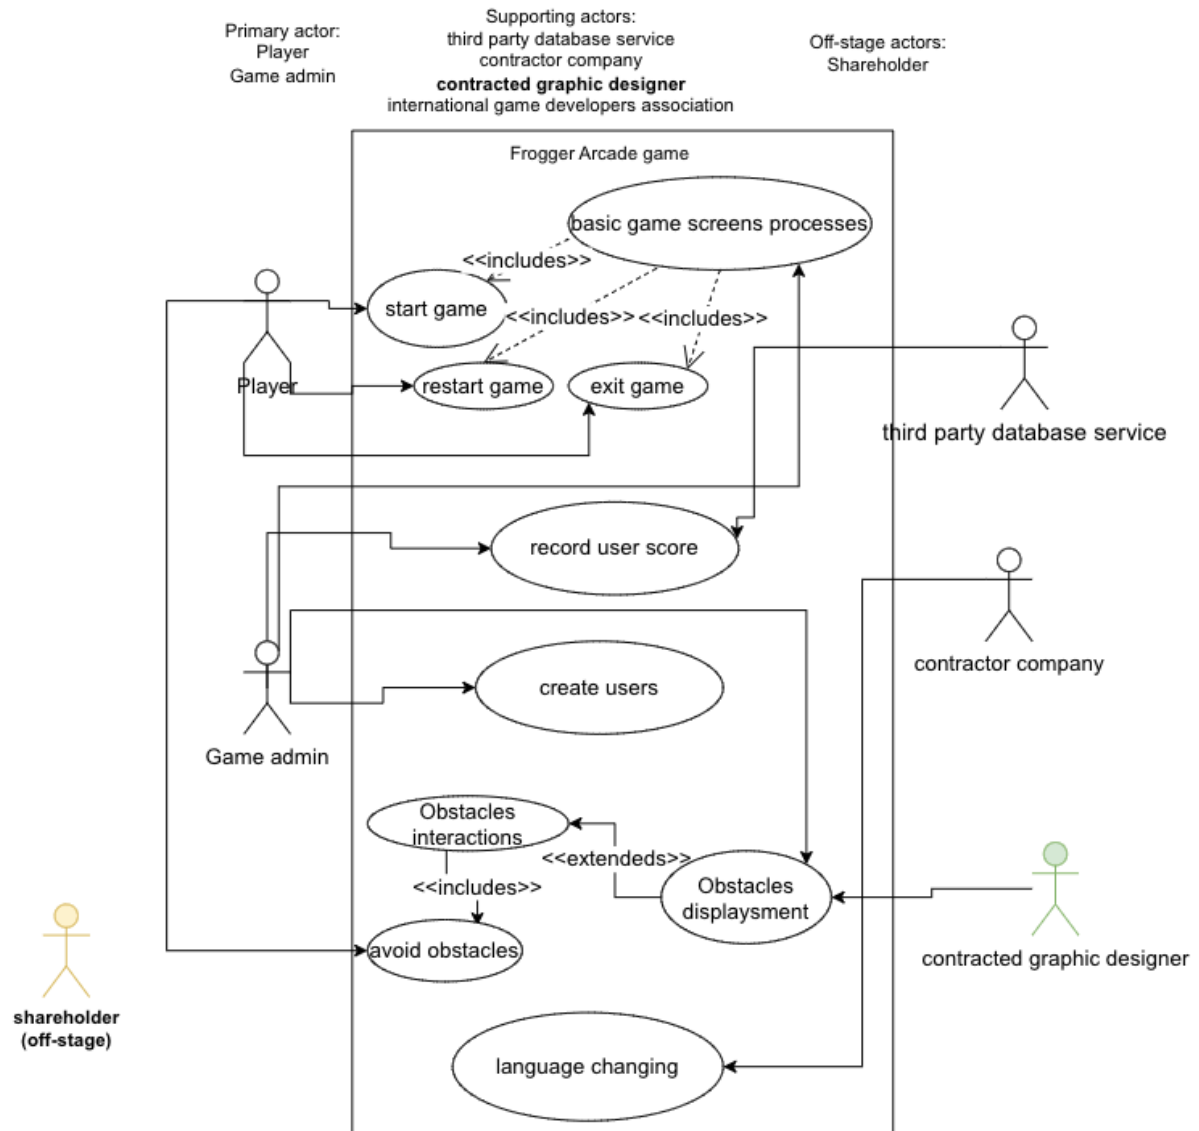 Primary actor:
Player
Game admin
Supporting actors:
third party database service
contractor company
contracted graphic designer
international game developers association
Off-stage actors:
Shareholder
Frogger Arcade game
basic game screens processes
<<includes>>
start game
<<includes>>
<<includes>>
Player
restart game
exit game
third party database service
record user score
contractor company
create users
Game admin
Obstacles
interactions
<<extendeds>>
<<includes>>
Obstacles
displaysment
avoid obstacles
contracted graphic designer
shareholder
(off-stage)
language changing